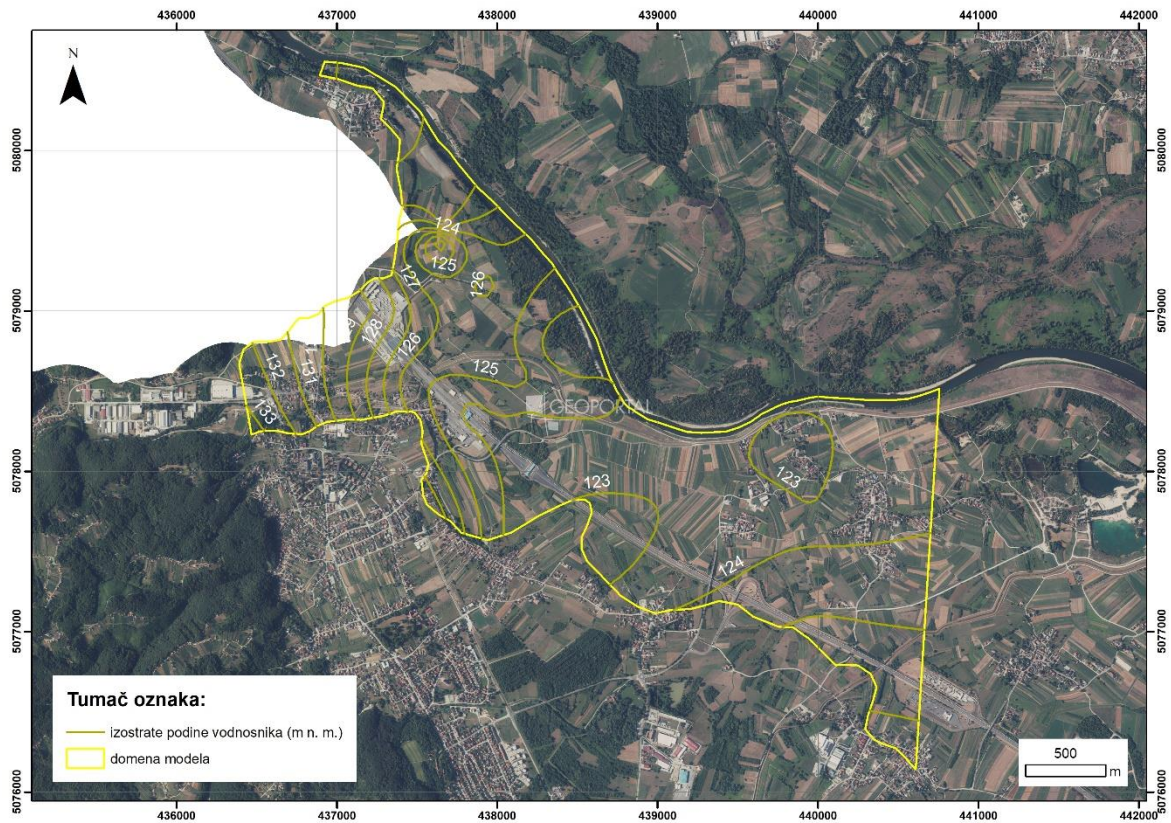 436000 437000 438000 439000 440000 441000 442000
N
5080000 5080000
124
125
127
126
5079000 5079000
128
126
132
131
125
133
GEOPORTAL
5078000 5078000
123
123
124
5077000 5077000
Tumač oznaka:
izostrate podine vodnosnika (m n. m.)
domena modela
500
m
5076000 5076000
436000 437000 438000 439000 440000 441000 442000